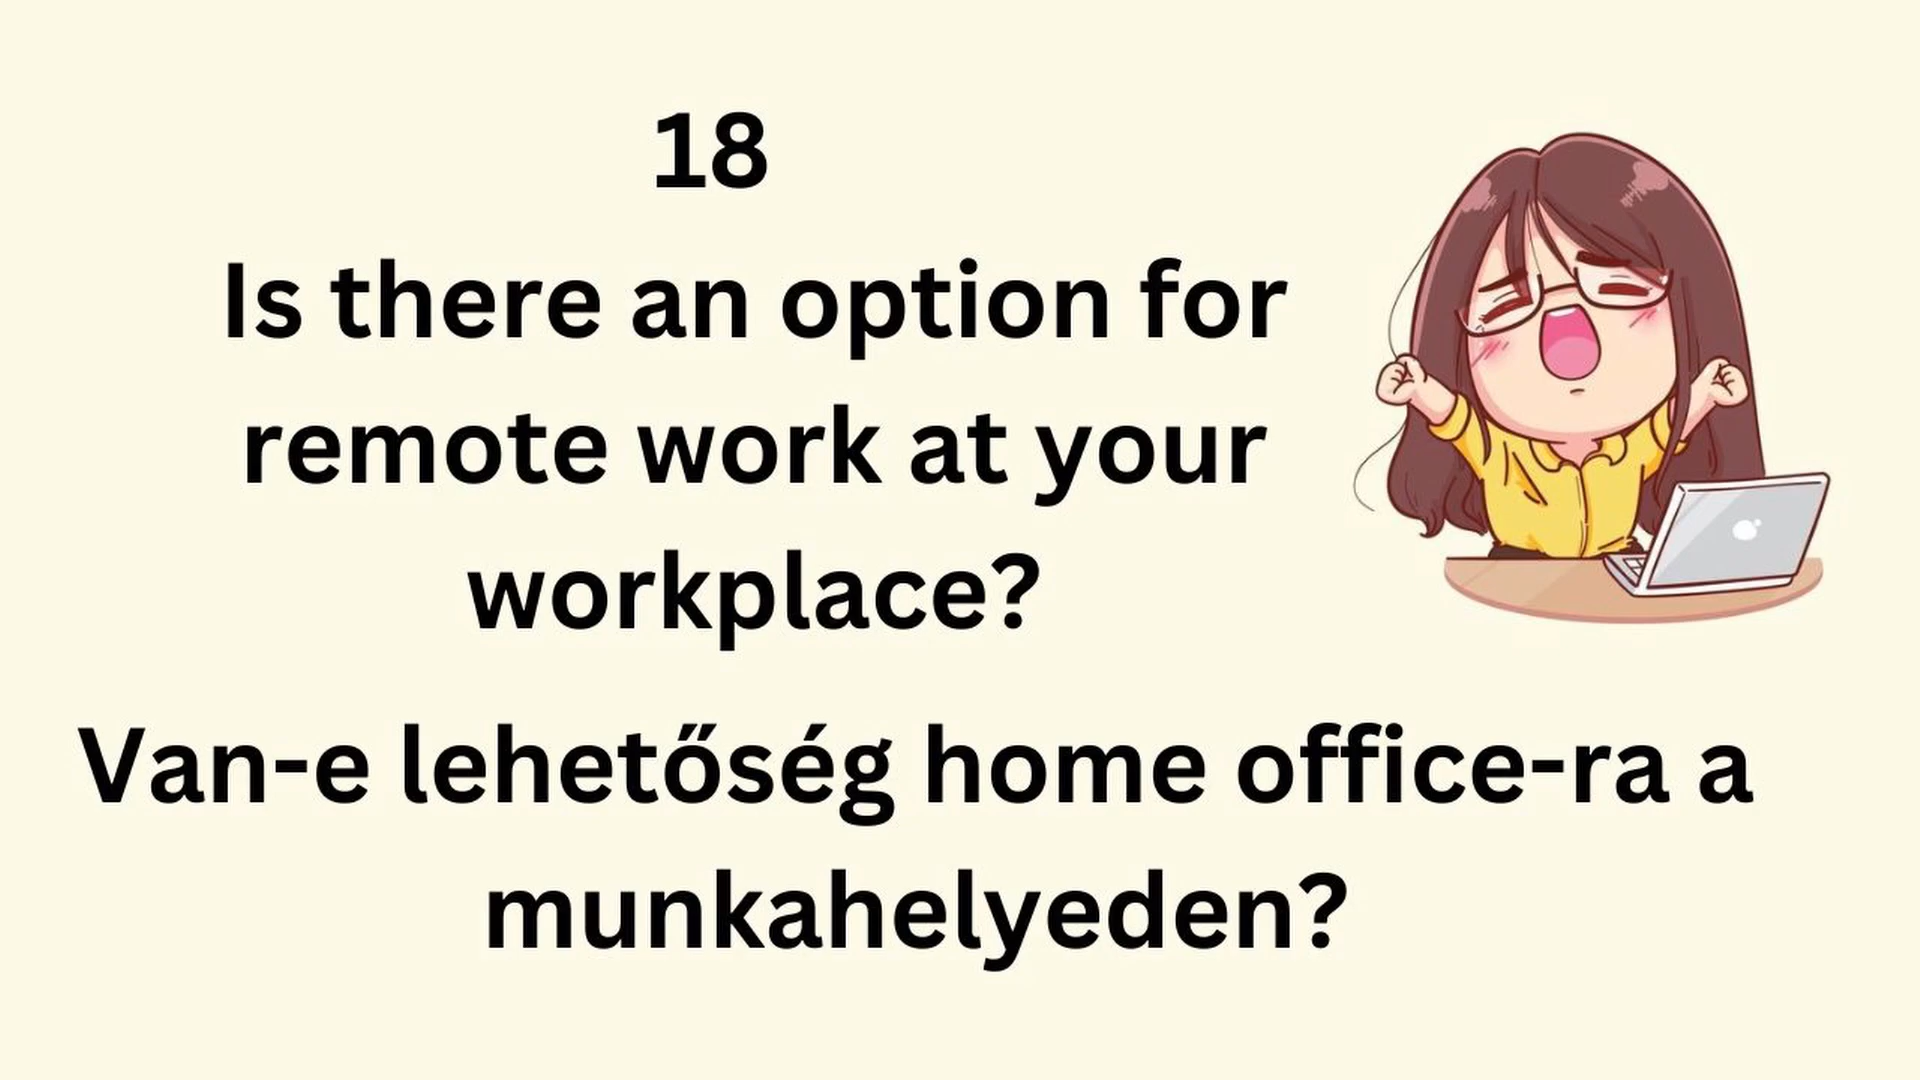 18
Is there an option for
remote work at your
workplace?
Van-e lehetőség home office-ra a
munkahelyeden?